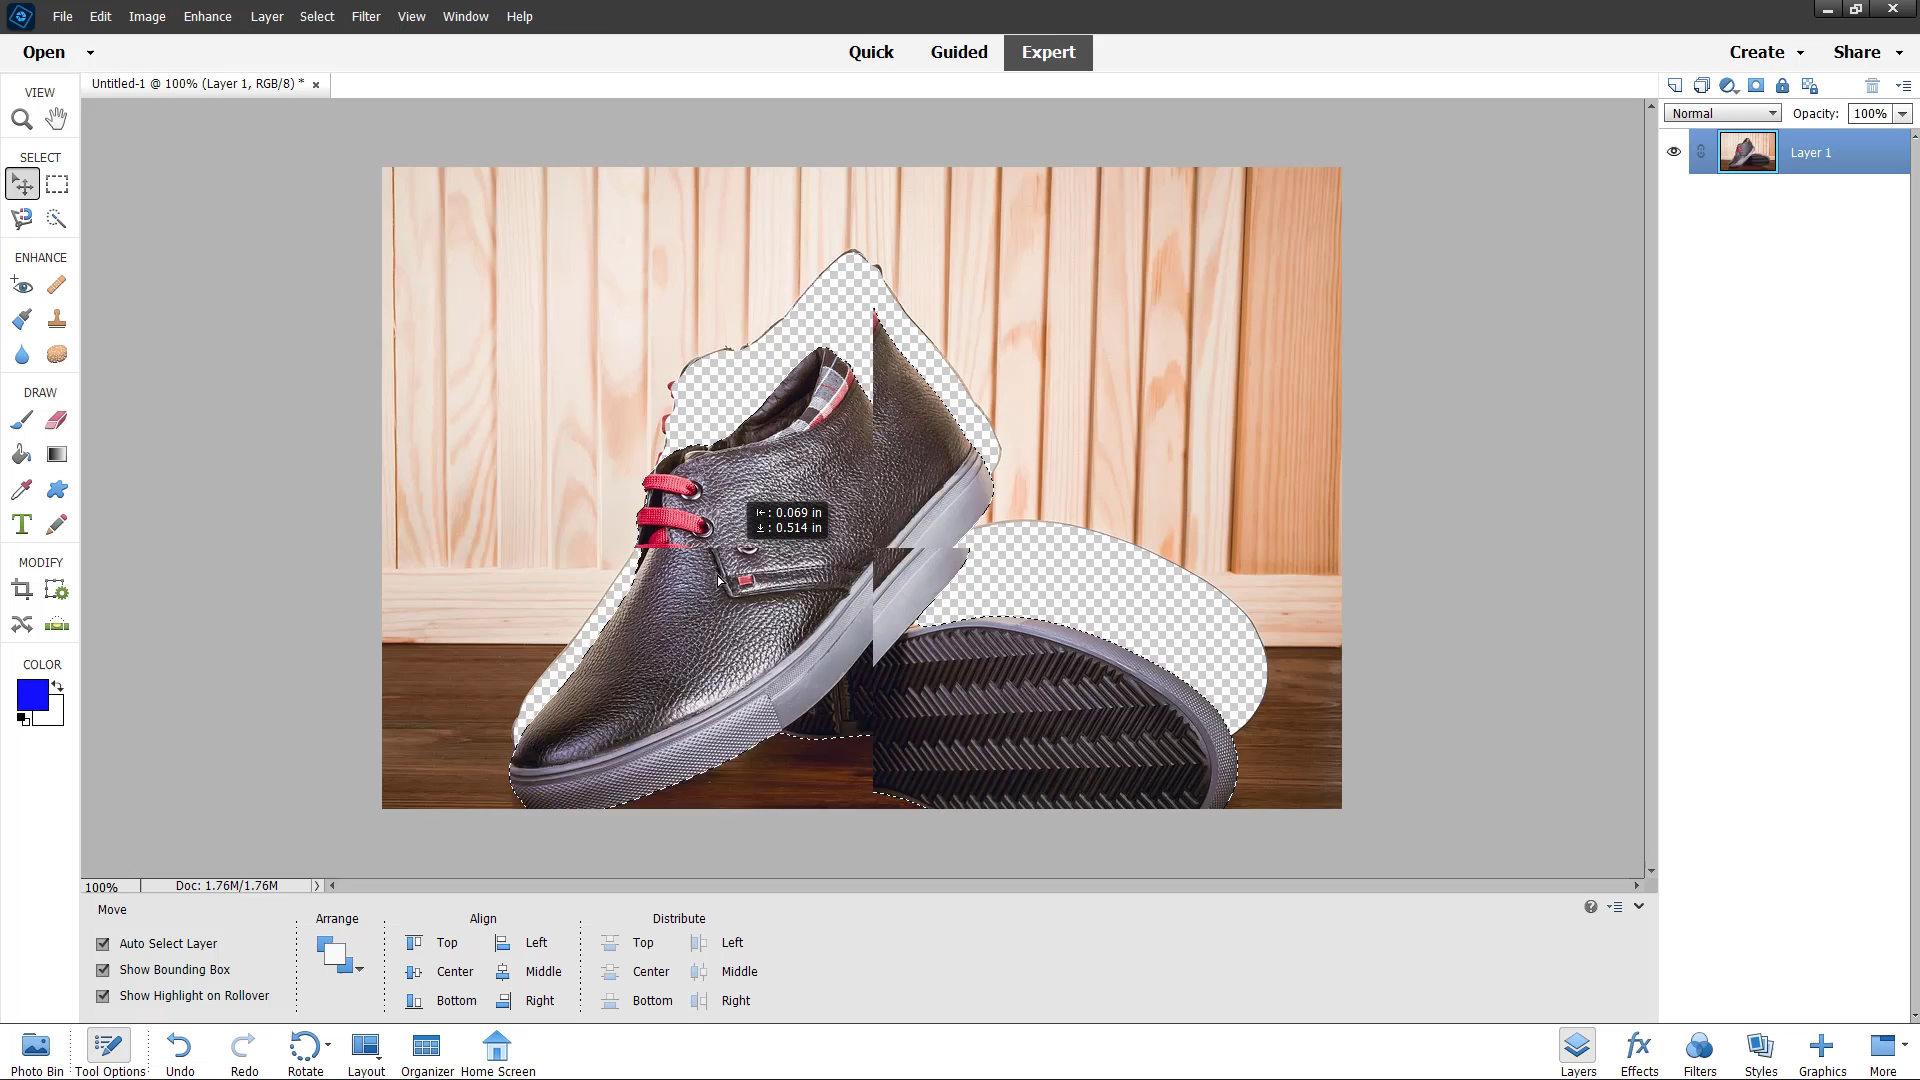 File Edit Image Enhance Layer Select Filter View Window Help
Open Quick Guided Expert Create Share
Untitled-1 @ 100% (Layer 1, RGB/8) * x
VIEW
SELECT
ENHANCE
DRAW
T
MODIFY
COLOR
Normal Opacity: 100%
Layer 1
: 0.069 in
: 0.514 in
100% Doc: 1.76M/1.76M
Move
Auto Select Layer
Show Bounding Box
Show Highlight on Rollover
Arrange
Align
Top Left
Center Middle
Bottom Right
Distribute
Top Left
Center Middle
Bottom Right
Photo Bin Tool Options Undo Redo Rotate Layout Organizer Home Screen
fx
Layers Effects Filters Styles Graphics More